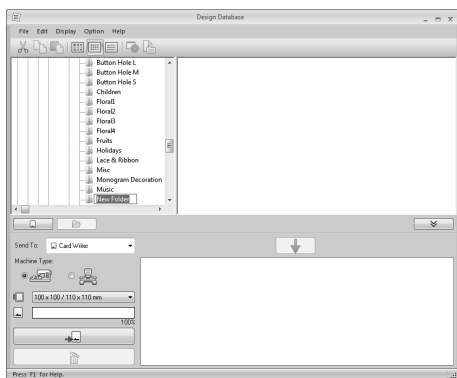 Design Database
File Edit Display Option Help
Button Hole L
Button Hole M
Button Hole S
Children
Floral1
Floral2
Floral3
Floral4
Fruits
Holidays
Lace & Ribbon
Misc
Monogram Decoration
Music
New Folder
Send To: Card Writer
Machine Type:
100 x 100 / 110 x 110 mm
100%
Press F1 for Help.